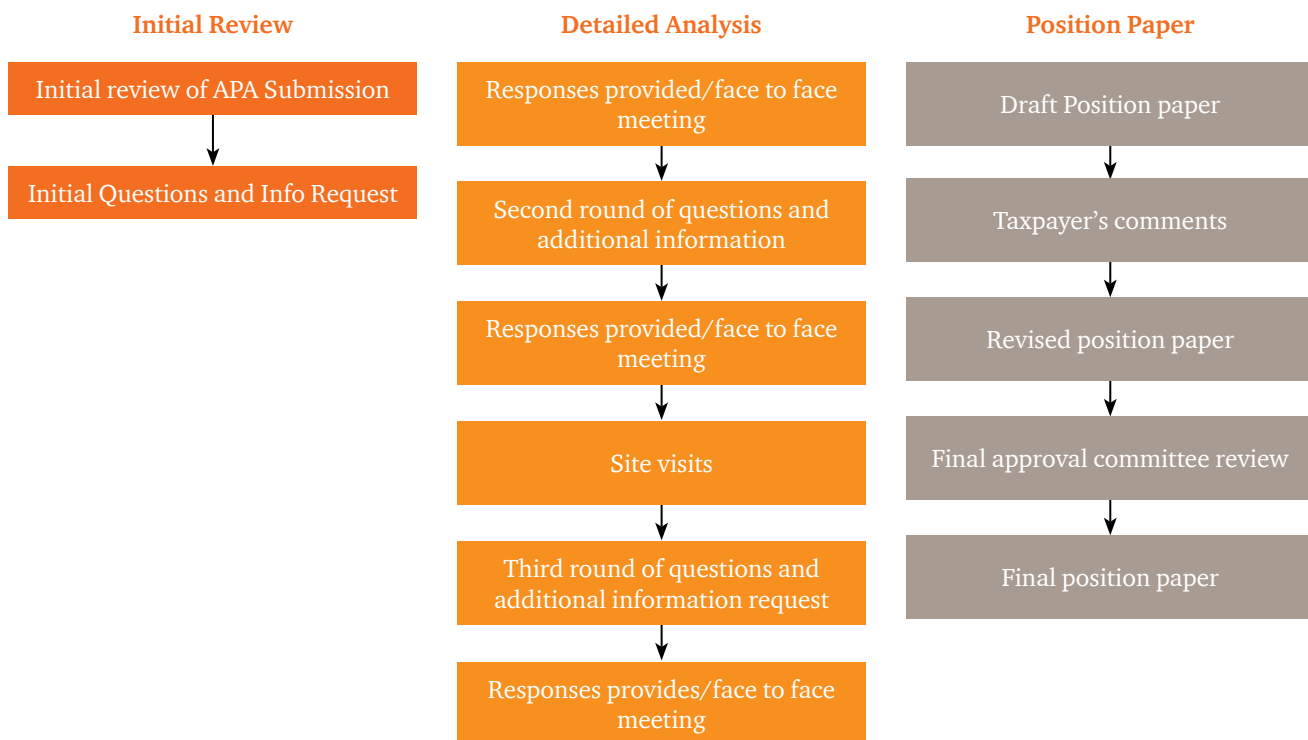 Initial Review
Initial review of APA Submission
Initial Questions and Info Request
Detailed Analysis
Responses provided/face to face
meeting
Second round of questions and
additional information
Responses provided/face to face
meeting
Site visits
Third round of questions and
additional information request
Responses provides/face to face
meeting
Position Paper
Draft Position paper
Taxpayer’s comments
Revised position paper
Final approval committee review
Final position paper